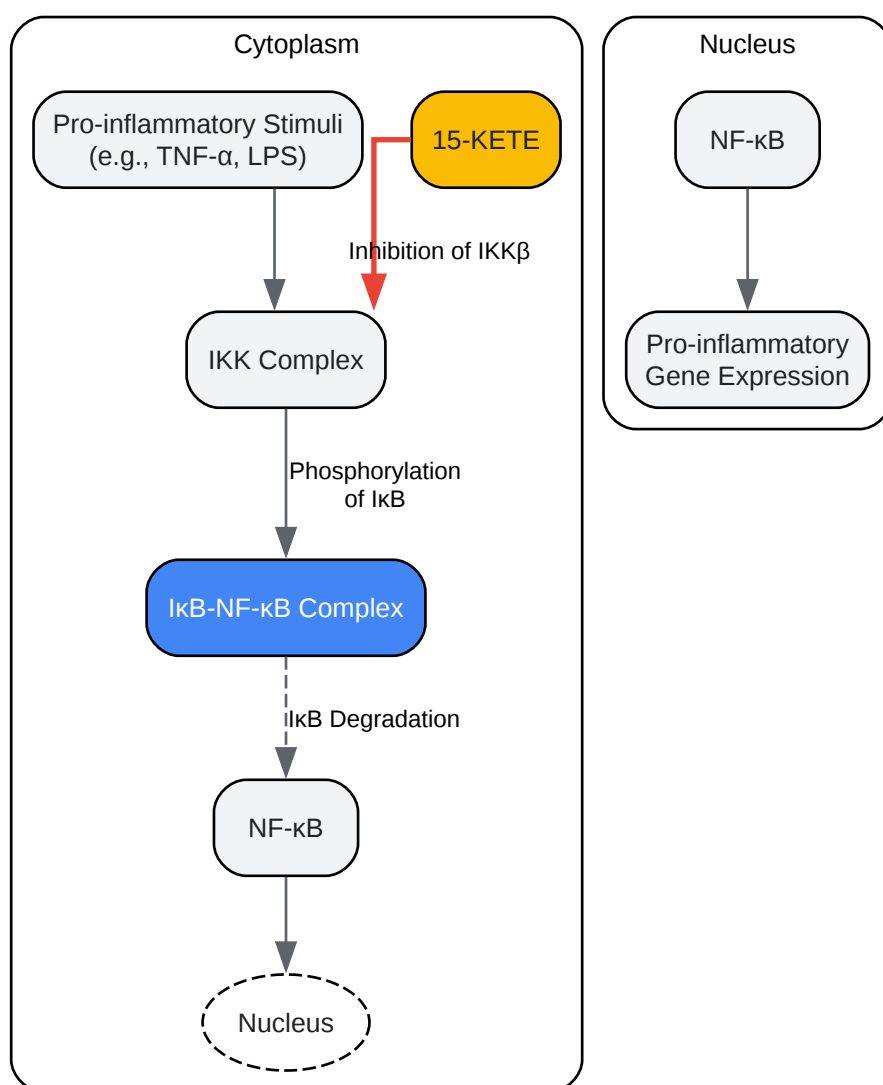 Cytoplasm
Pro-inflammatory Stimuli
(e.g., TNF-α, LPS)
15-KETE
Inhibition of IKKβ
IKK Complex
Phosphorylation
of IκB
IκB-NF-κB Complex
IκB Degradation
NF-κB
Nucleus
Nucleus
NF-κB
Pro-inflammatory
Gene Expression